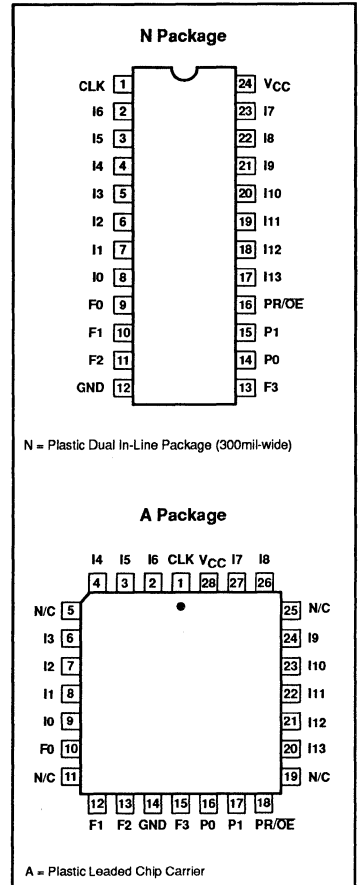 N Package
CLK 1 24 VCC
I6 2 23 I7
I5 3 22 I8
I4 4 21 I9
I3 5 20 I10
I2 6 19 I11
I1 7 18 I12
I0 8 17 I13
F0 9 16 PR/O̅E̅
F1 10 15 P1
F2 11 14 P0
GND 12 13 F3
N = Plastic Dual In-Line Package (300mil-wide)
A Package
I4 I5 I6 CLK VCC I7 I8
4 3 2 1 28 27 26
N/C 5 25 N/C
I3 6 24 I9
I2 7 23 I10
I1 8 22 I11
I0 9 21 I12
F0 10 20 I13
N/C 11 19 N/C
12 13 14 15 16 17 18
F1 F2 GND F3 P0 P1 PR/O̅E̅
A = Plastic Leaded Chip Carrier